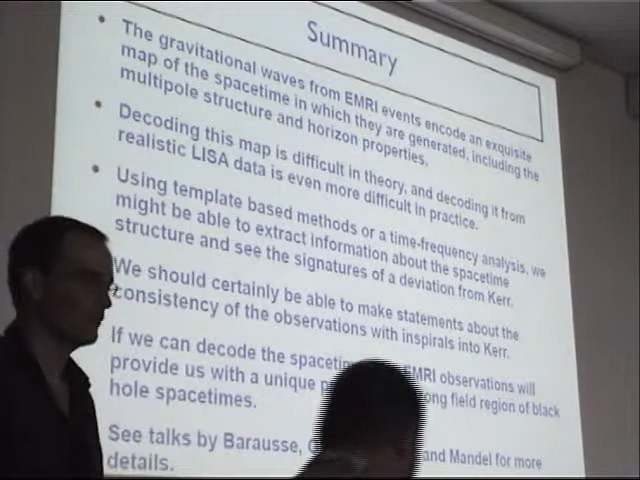 Summary
The gravitational waves from EMRI events encode an exquisite
map of the spacetime in which they are generated, including the
multipole structure and horizon properties.
Decoding this map is difficult in theory, and decoding it from
realistic LISA data is even more difficult in practice.
Using template based methods or a time-frequency analysis, we
might be able to extract information about the spacetime
structure and see the signatures of a deviation from Kerr.
We should certainly be able to make statements about the
consistency of the observations with inspirals into Kerr.
If we can decode the EMRI observations will
provide us with a unique field region of black
hole spacetimes.
See talks by Barausse, and Mandel for more
details.